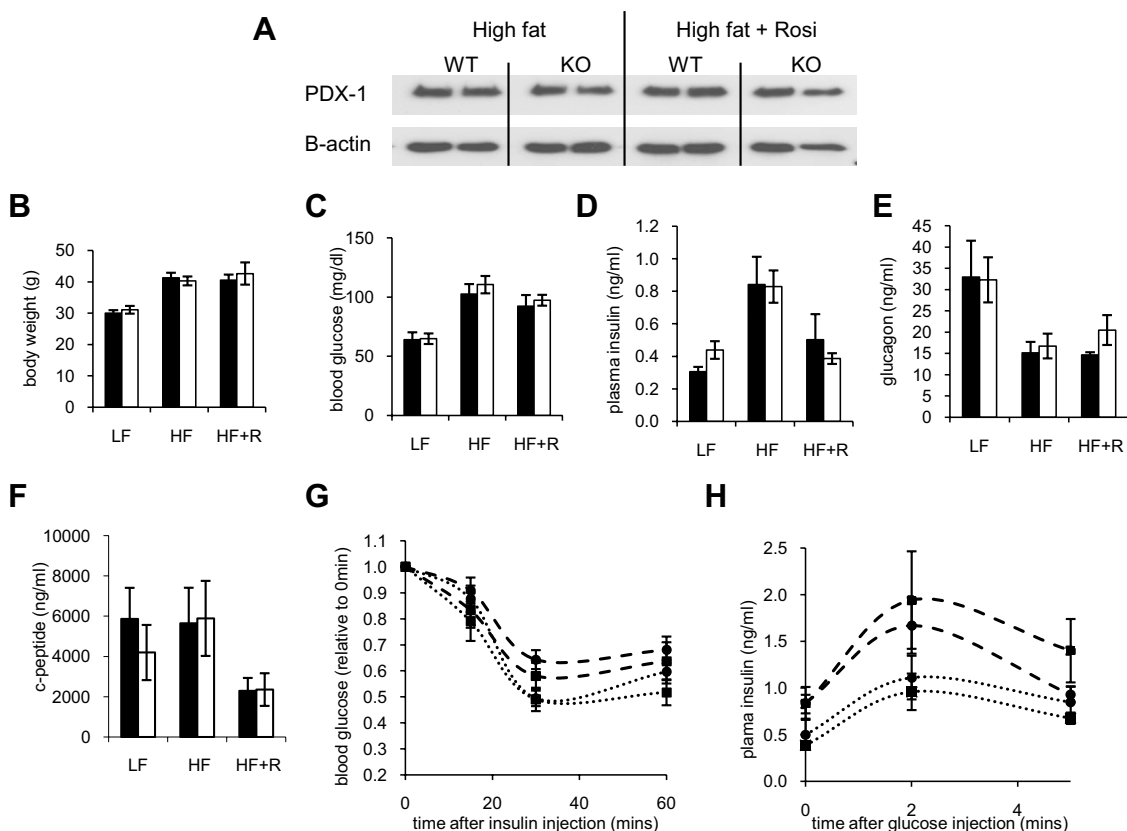 A
High fat
High fat + Rosi
WT
KO
WT
KO
PDX-1
B-actin
B
body weight (g)
50
40
30
20
10
0
LF
HF
HF+R
C
blood glucose (mg/dl)
150
100
50
0
LF
HF
HF+R
D
plasma insulin (ng/ml)
1.2
1.0
0.8
0.6
0.4
0.2
0.0
LF
HF
HF+R
E
glucagon (ng/ml)
45
40
35
30
25
20
15
10
5
0
LF
HF
HF+R
F
c-peptide (ng/ml)
10000
8000
6000
4000
2000
0
LF
HF
HF+R
G
blood glucose (relative to 0min)
1.1
1.0
0.9
0.8
0.7
0.6
0.5
0.4
0.3
0.2
0
20
40
60
time after insulin injection (mins)
H
plama insulin (ng/ml)
2.5
2.0
1.5
1.0
0.5
0.0
0
2
4
time after glucose injection (mins)